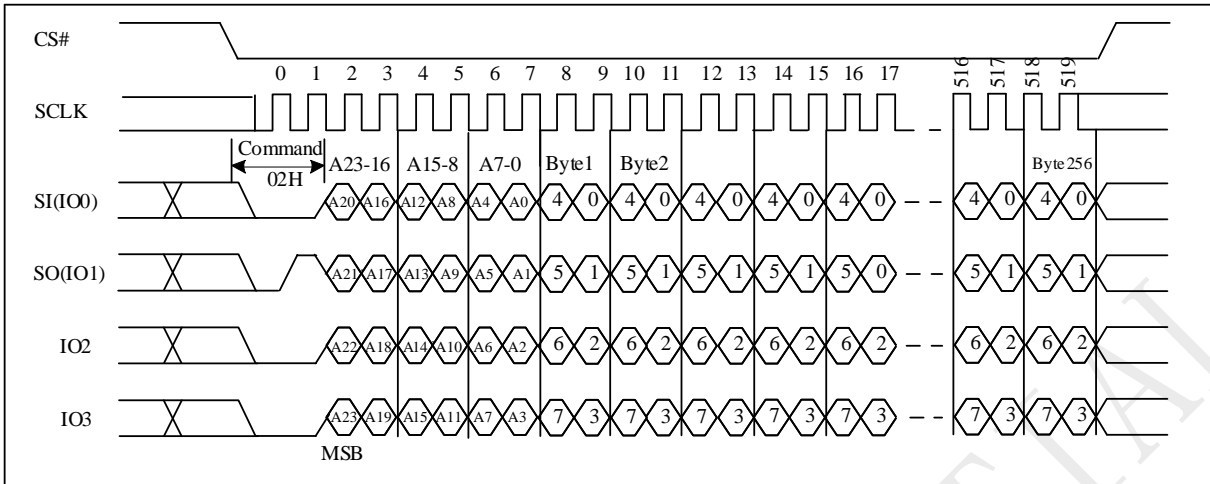 CS#
0 1 2 3 4 5 6 7 8 9 10 11 12 13 14 15 16 17 516 517 518 519
SCLK
Command
02H
A23-16 A15-8 A7-0 Byte1 Byte2 Byte256
SI(IO0) A20 A16 A12 A8 A4 A0 4 0 4 0 4 0 4 0 4 0 4 0 4 0
SO(IO1) A21 A17 A13 A9 A5 A1 5 1 5 1 5 1 5 1 5 0 5 1 5 1
IO2 A22 A18 A14 A10 A6 A2 6 2 6 2 6 2 6 2 6 2 6 2 6 2
IO3 A23 A19 A15 A11 A7 A3 7 3 7 3 7 3 7 3 7 3 7 3 7 3
MSB